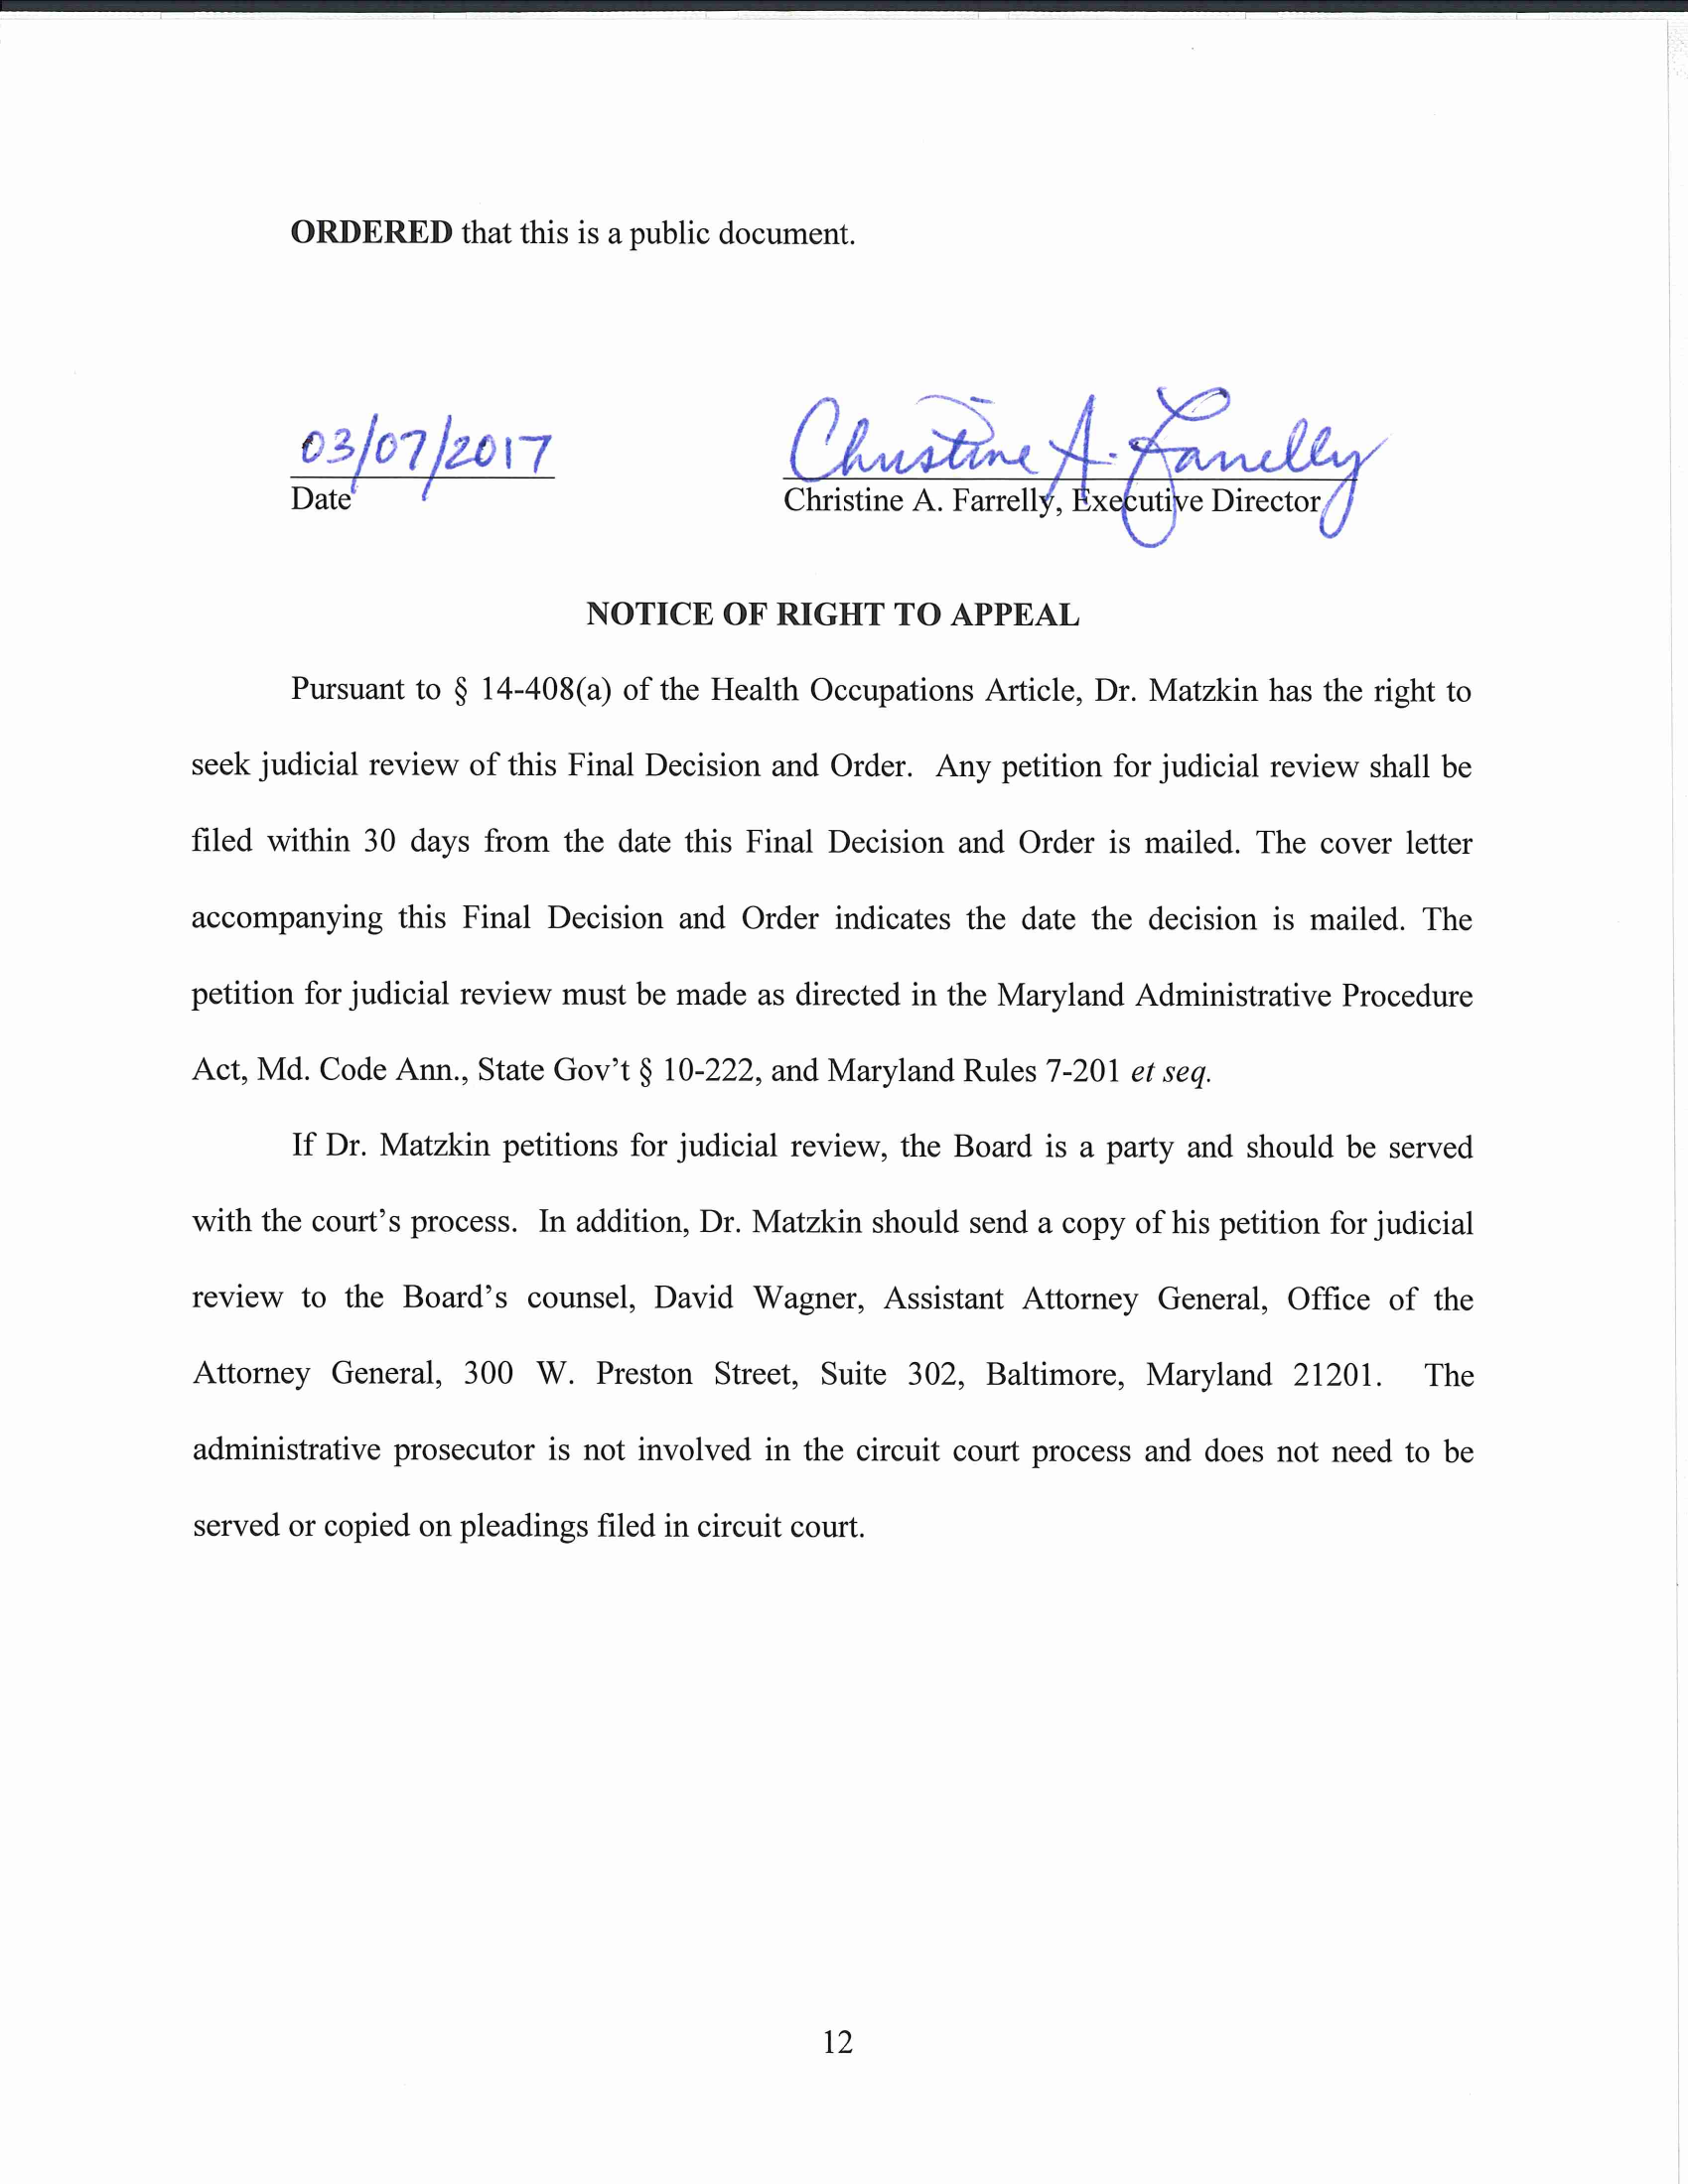 ORDERED that this is a public document.
03/07/2017
Christine A. Farrelly
Date
Christine A. Farrelly, Executive Director
NOTICE OF RIGHT TO APPEAL
Pursuant to § 14-408(a) of the Health Occupations Article, Dr. Matzkin has the right to
seek judicial review of this Final Decision and Order. Any petition for judicial review shall be
filed within 30 days from the date this Final Decision and Order is mailed. The cover letter
accompanying this Final Decision and Order indicates the date the decision is mailed. The
petition for judicial review must be made as directed in the Maryland Administrative Procedure
Act, Md. Code Ann., State Gov’t § 10-222, and Maryland Rules 7-201 et seq.
If Dr. Matzkin petitions for judicial review, the Board is a party and should be served
with the court’s process. In addition, Dr. Matzkin should send a copy of his petition for judicial
review to the Board’s counsel, David Wagner, Assistant Attorney General, Office of the
Attorney General, 300 W. Preston Street, Suite 302, Baltimore, Maryland 21201. The
administrative prosecutor is not involved in the circuit court process and does not need to be
served or copied on pleadings filed in circuit court.
12